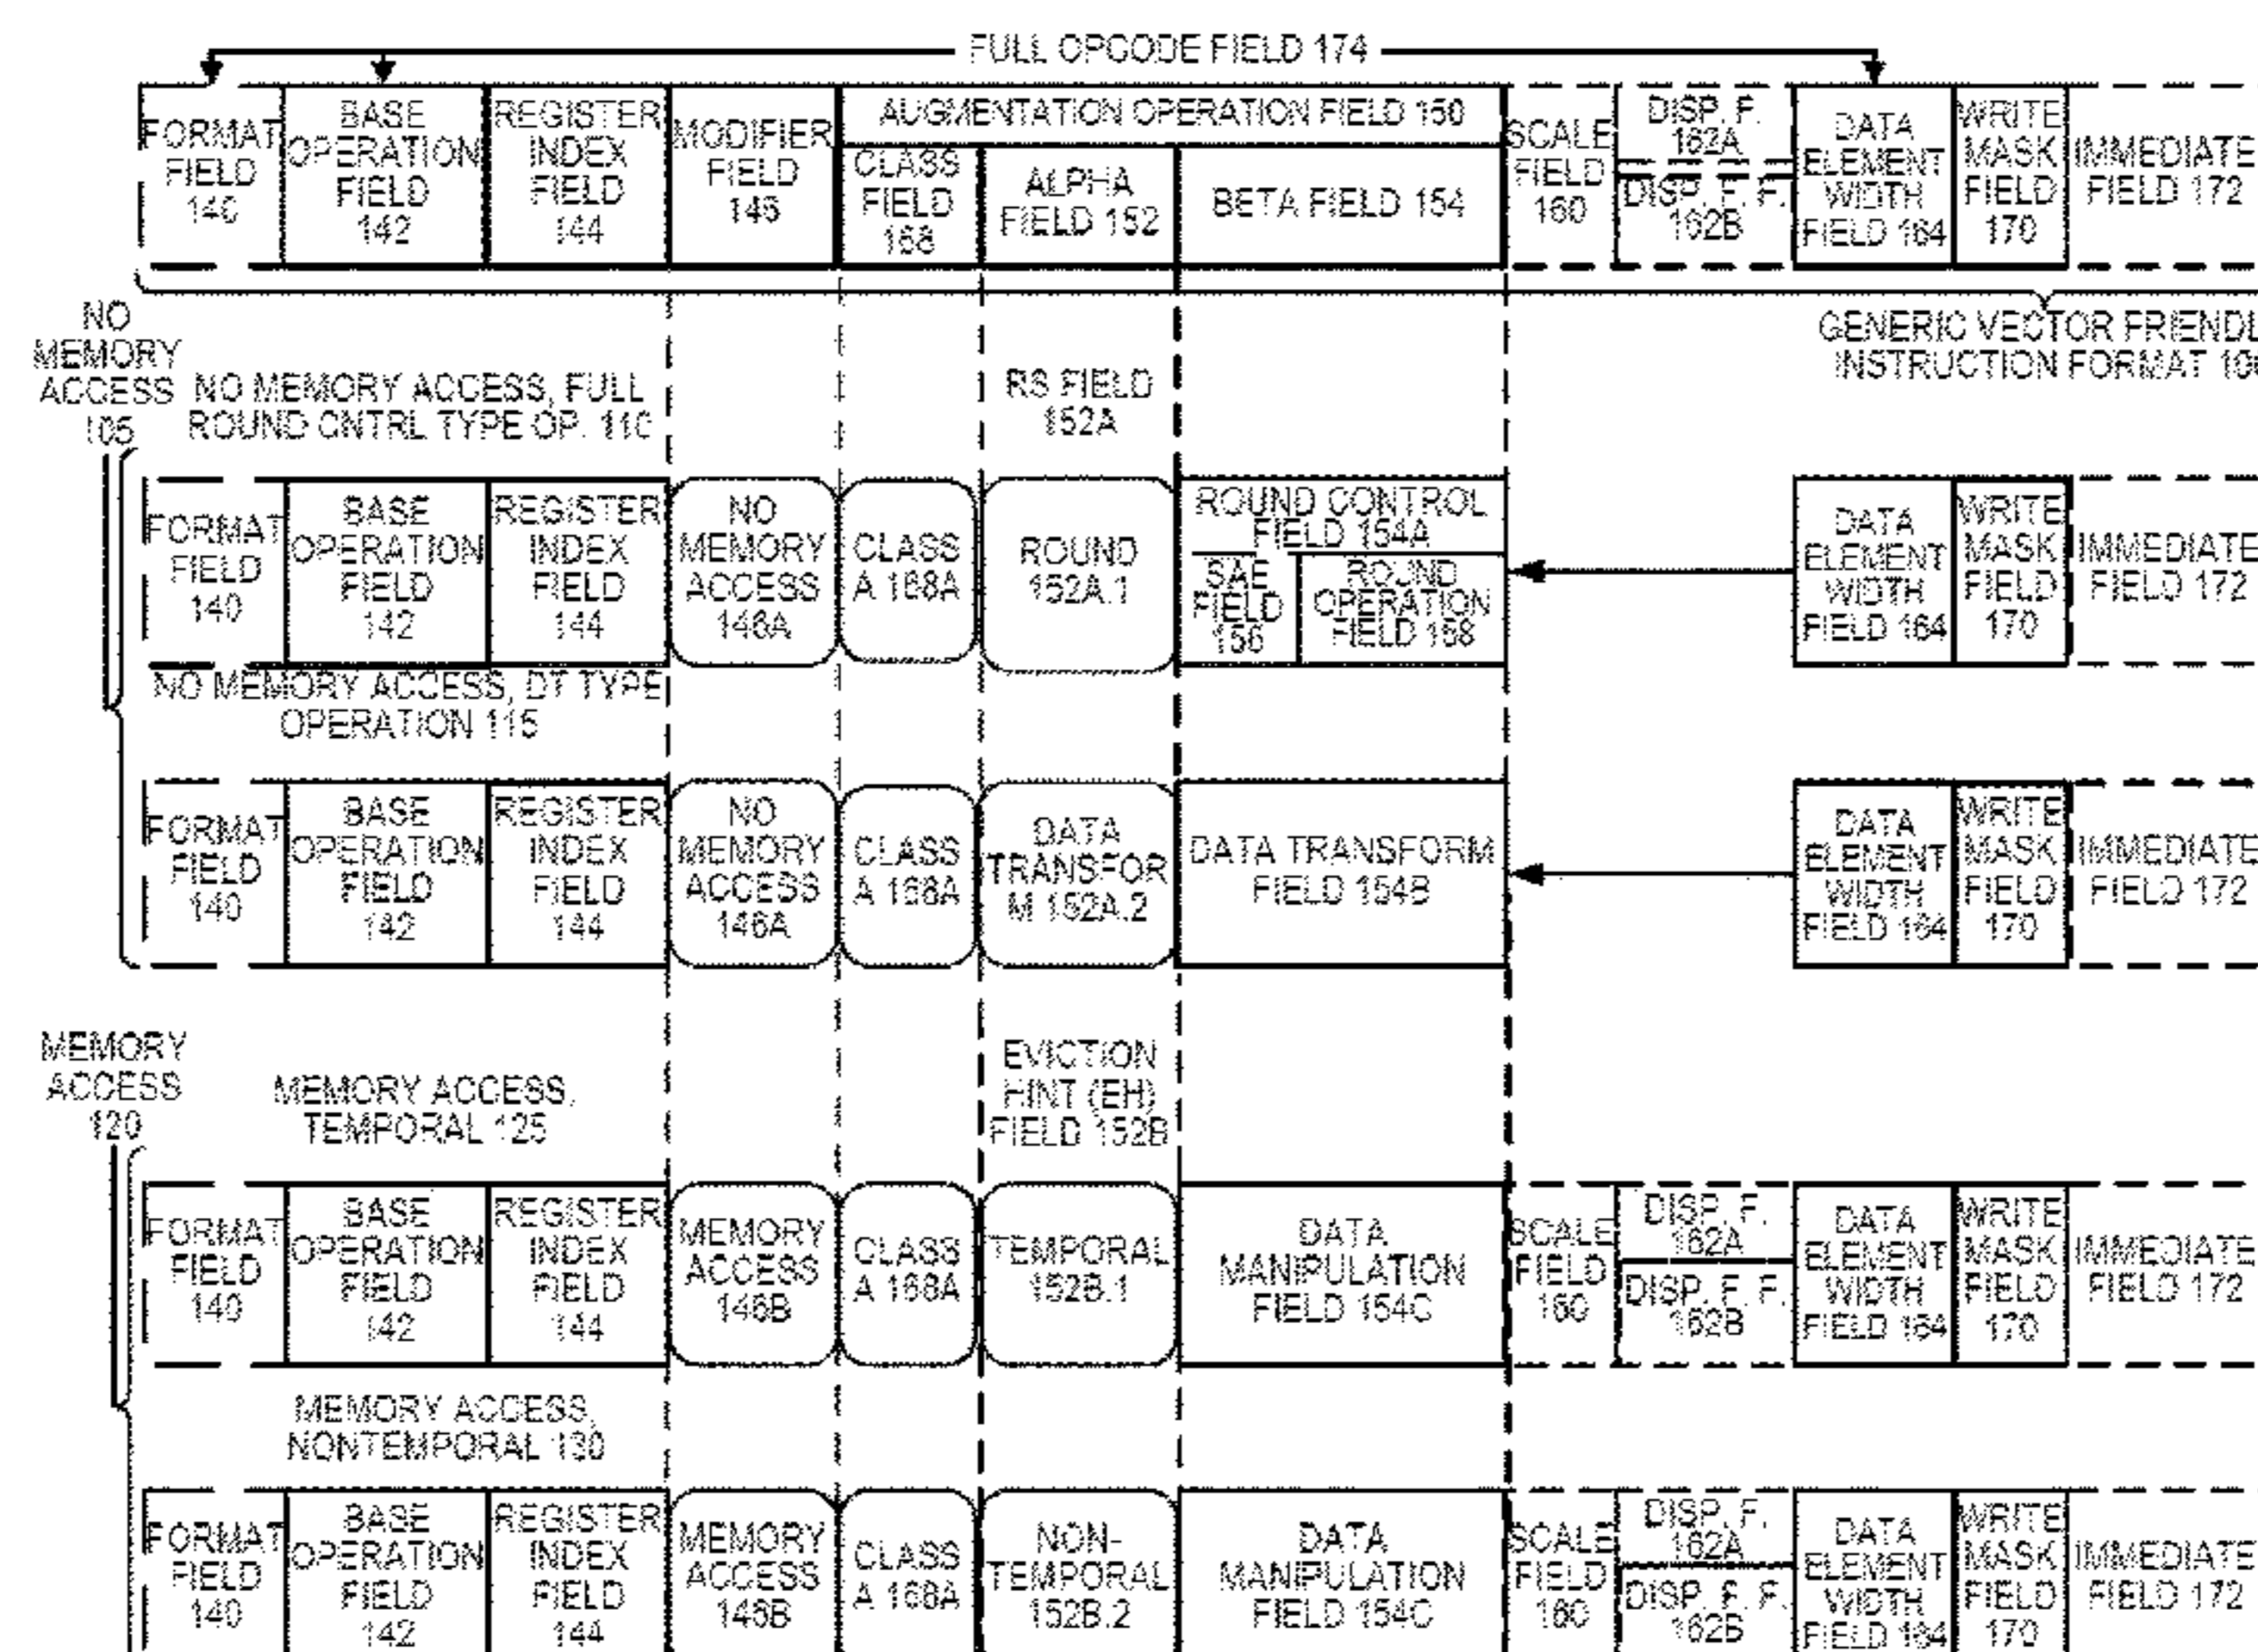 FULL OPCODE FIELD 174
FORMAT
FIELD
140
BASE
OPERATION
FIELD
142
REGISTER
INDEX
FIELD
144
MODIFIER
FIELD
146
AUGMENTATION OPERATION FIELD 150
CLASS
FIELD
168
ALPHA
FIELD 152
BETA FIELD 154
SCALE
FIELD
160
DISP. F.
162A
DISP. F. F.
162B
DATA
ELEMENT
WIDTH
FIELD 164
WRITE
MASK
FIELD
170
IMMEDIATE
FIELD 172
GENERIC VECTOR FRIENDL
INSTRUCTION FORMAT 100
NO
MEMORY
ACCESS
105
NO MEMORY ACCESS, FULL
ROUND CNTRL TYPE OP. 110
RS FIELD
152A
FORMAT
FIELD
140
BASE
OPERATION
FIELD
142
REGISTER
INDEX
FIELD
144
NO
MEMORY
ACCESS
146A
CLASS
A 168A
ROUND
152A.1
ROUND CONTROL
FIELD 154A
SAE
FIELD
156
ROUND
OPERATION
FIELD 158
DATA
ELEMENT
WIDTH
FIELD 164
WRITE
MASK
FIELD
170
IMMEDIATE
FIELD 172
NO MEMORY ACCESS, DT TYPE
OPERATION 115
FORMAT
FIELD
140
BASE
OPERATION
FIELD
142
REGISTER
INDEX
FIELD
144
NO
MEMORY
ACCESS
146A
CLASS
A 168A
DATA
TRANSFOR
M 152A.2
DATA TRANSFORM
FIELD 154B
DATA
ELEMENT
WIDTH
FIELD 164
WRITE
MASK
FIELD
170
IMMEDIATE
FIELD 172
MEMORY
ACCESS
120
MEMORY ACCESS,
TEMPORAL 125
EVICTION
HINT (EH)
FIELD 152B
FORMAT
FIELD
140
BASE
OPERATION
FIELD
142
REGISTER
INDEX
FIELD
144
MEMORY
ACCESS
146B
CLASS
A 168A
TEMPORAL
152B.1
DATA
MANIPULATION
FIELD 154C
SCALE
FIELD
160
DISP. F.
162A
DISP. F. F.
162B
DATA
ELEMENT
WIDTH
FIELD 164
WRITE
MASK
FIELD
170
IMMEDIATE
FIELD 172
MEMORY ACCESS,
NONTEMPORAL 130
FORMAT
FIELD
140
BASE
OPERATION
FIELD
142
REGISTER
INDEX
FIELD
144
MEMORY
ACCESS
146B
CLASS
A 168A
NON-
TEMPORAL
152B.2
DATA
MANIPULATION
FIELD 154C
SCALE
FIELD
160
DISP. F.
162A
DISP. F. F.
162B
DATA
ELEMENT
WIDTH
FIELD 164
WRITE
MASK
FIELD
170
IMMEDIATE
FIELD 172